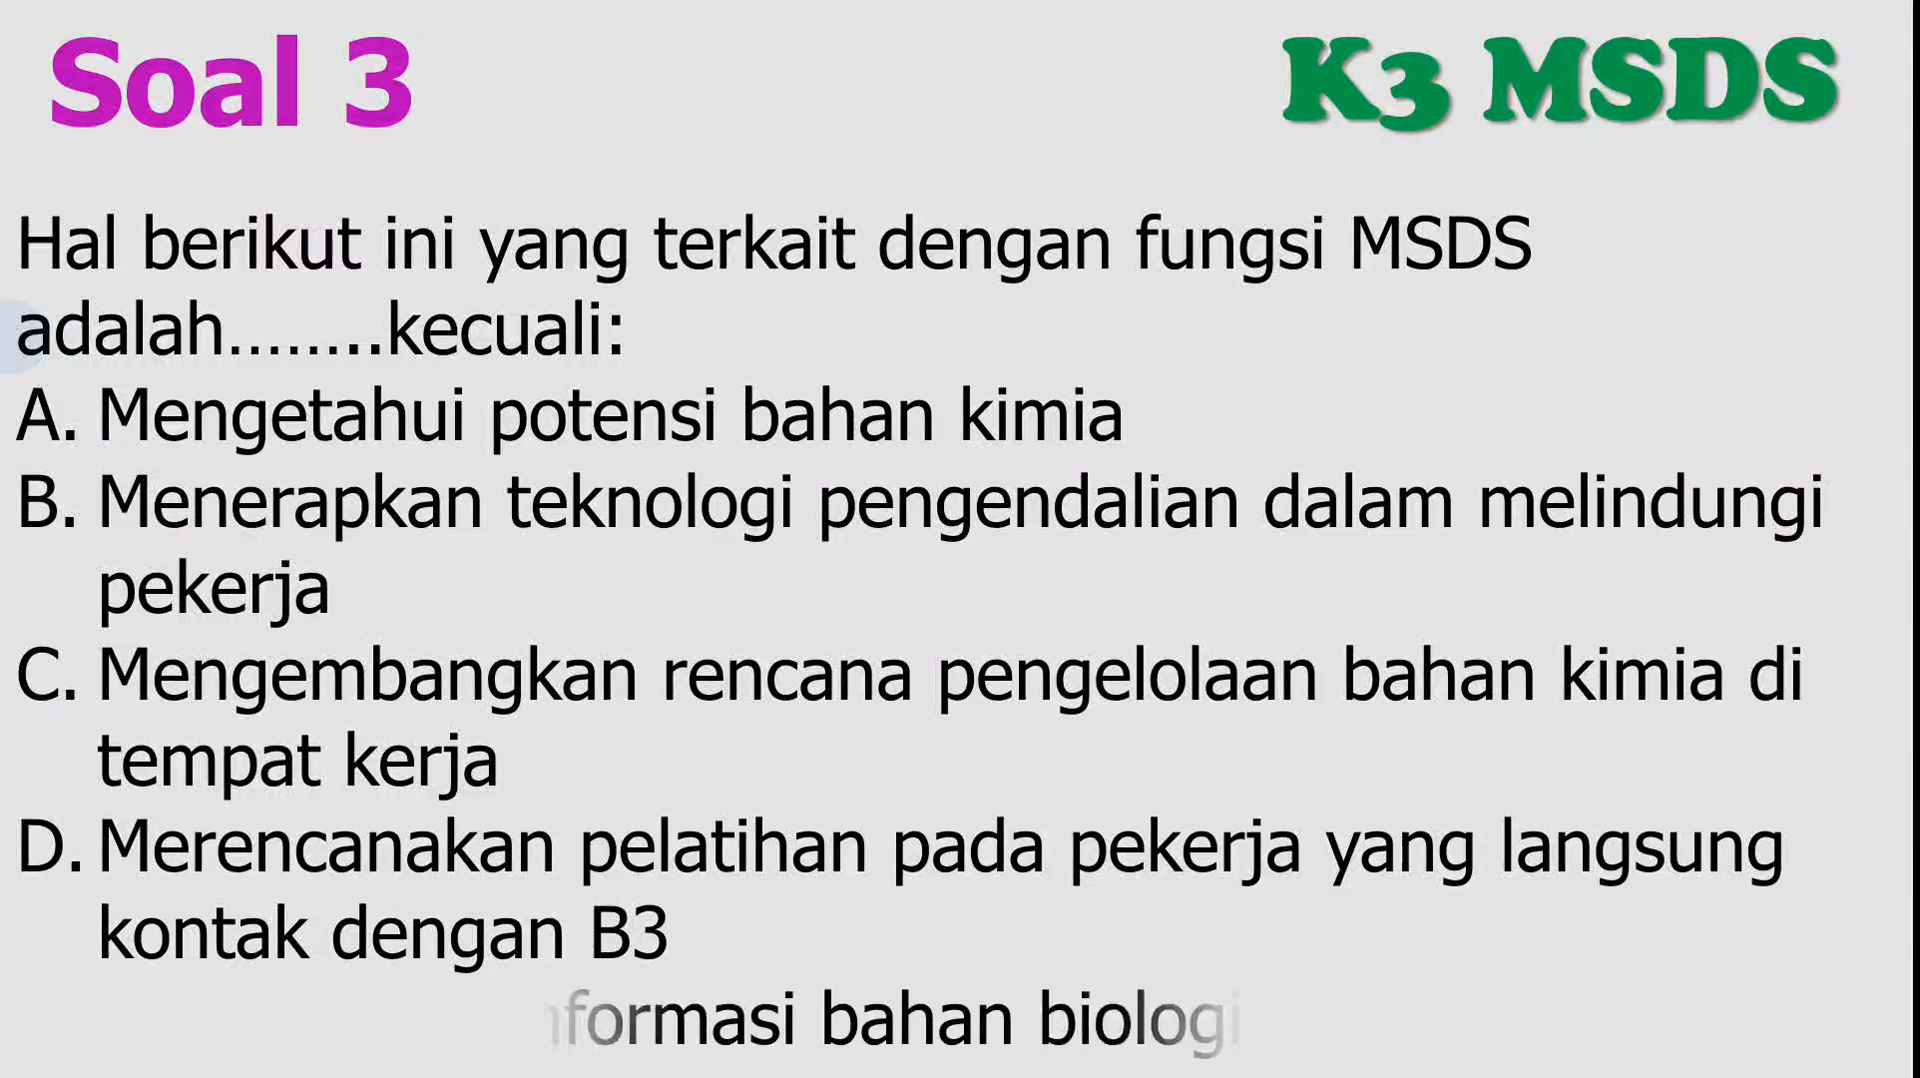 Soal 3
K3 MSDS
Hal berikut ini yang terkait dengan fungsi MSDS
adalah........kecuali:
A. Mengetahui potensi bahan kimia
B. Menerapkan teknologi pengendalian dalam melindungi
pekerja
C. Mengembangkan rencana pengelolaan bahan kimia di
tempat kerja
D. Merencanakan pelatihan pada pekerja yang langsung
kontak dengan B3
formasi bahan biologi